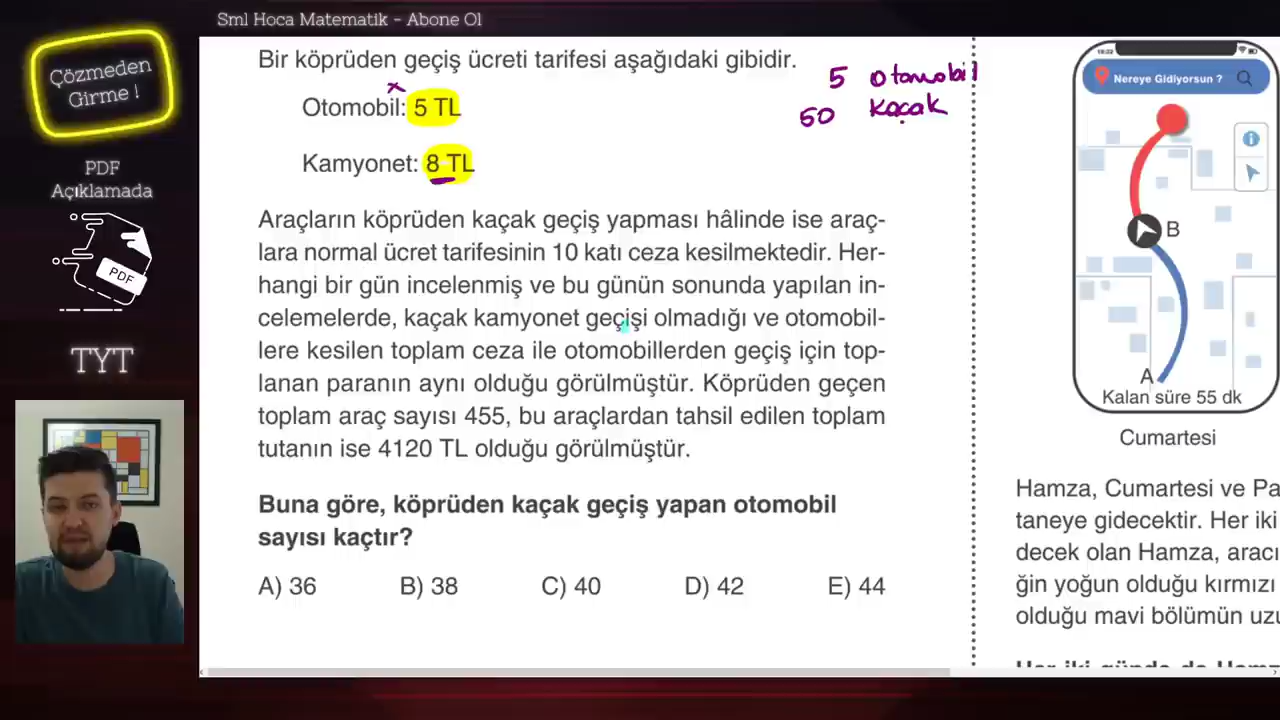 Sml Hoca Matematik - Abone Ol
Çözmeden
Girme !
PDF
Açıklamada
PDF
TYT
Bir köprüden geçiş ücreti tarifesi aşağıdaki gibidir.
x
Otomobil: 5 TL
Kamyonet: 8 TL
5 otomobil
50 kaçak
Araçların köprüden kaçak geçiş yapması hâlinde ise araç-
lara normal ücret tarifesinin 10 katı ceza kesilmektedir. Her-
hangi bir gün incelenmiş ve bu günün sonunda yapılan in-
celemelerde, kaçak kamyonet geçişi olmadığı ve otomobil-
lere kesilen toplam ceza ile otomobillerden geçiş için top-
lanan paranın aynı olduğu görülmüştür. Köprüden geçen
toplam araç sayısı 455, bu araçlardan tahsil edilen toplam
tutanın ise 4120 TL olduğu görülmüştür.
Buna göre, köprüden kaçak geçiş yapan otomobil
sayısı kaçtır?
A) 36 B) 38 C) 40 D) 42 E) 44
Nereye Gidiyorsun ?
B
A
Kalan süre 55 dk
Cumartesi
Hamza, Cumartesi ve Pa
taneye gidecektir. Her iki
decek olan Hamza, aracı
ğin yoğun olduğu kırmızı
olduğu mavi bölümün uzu